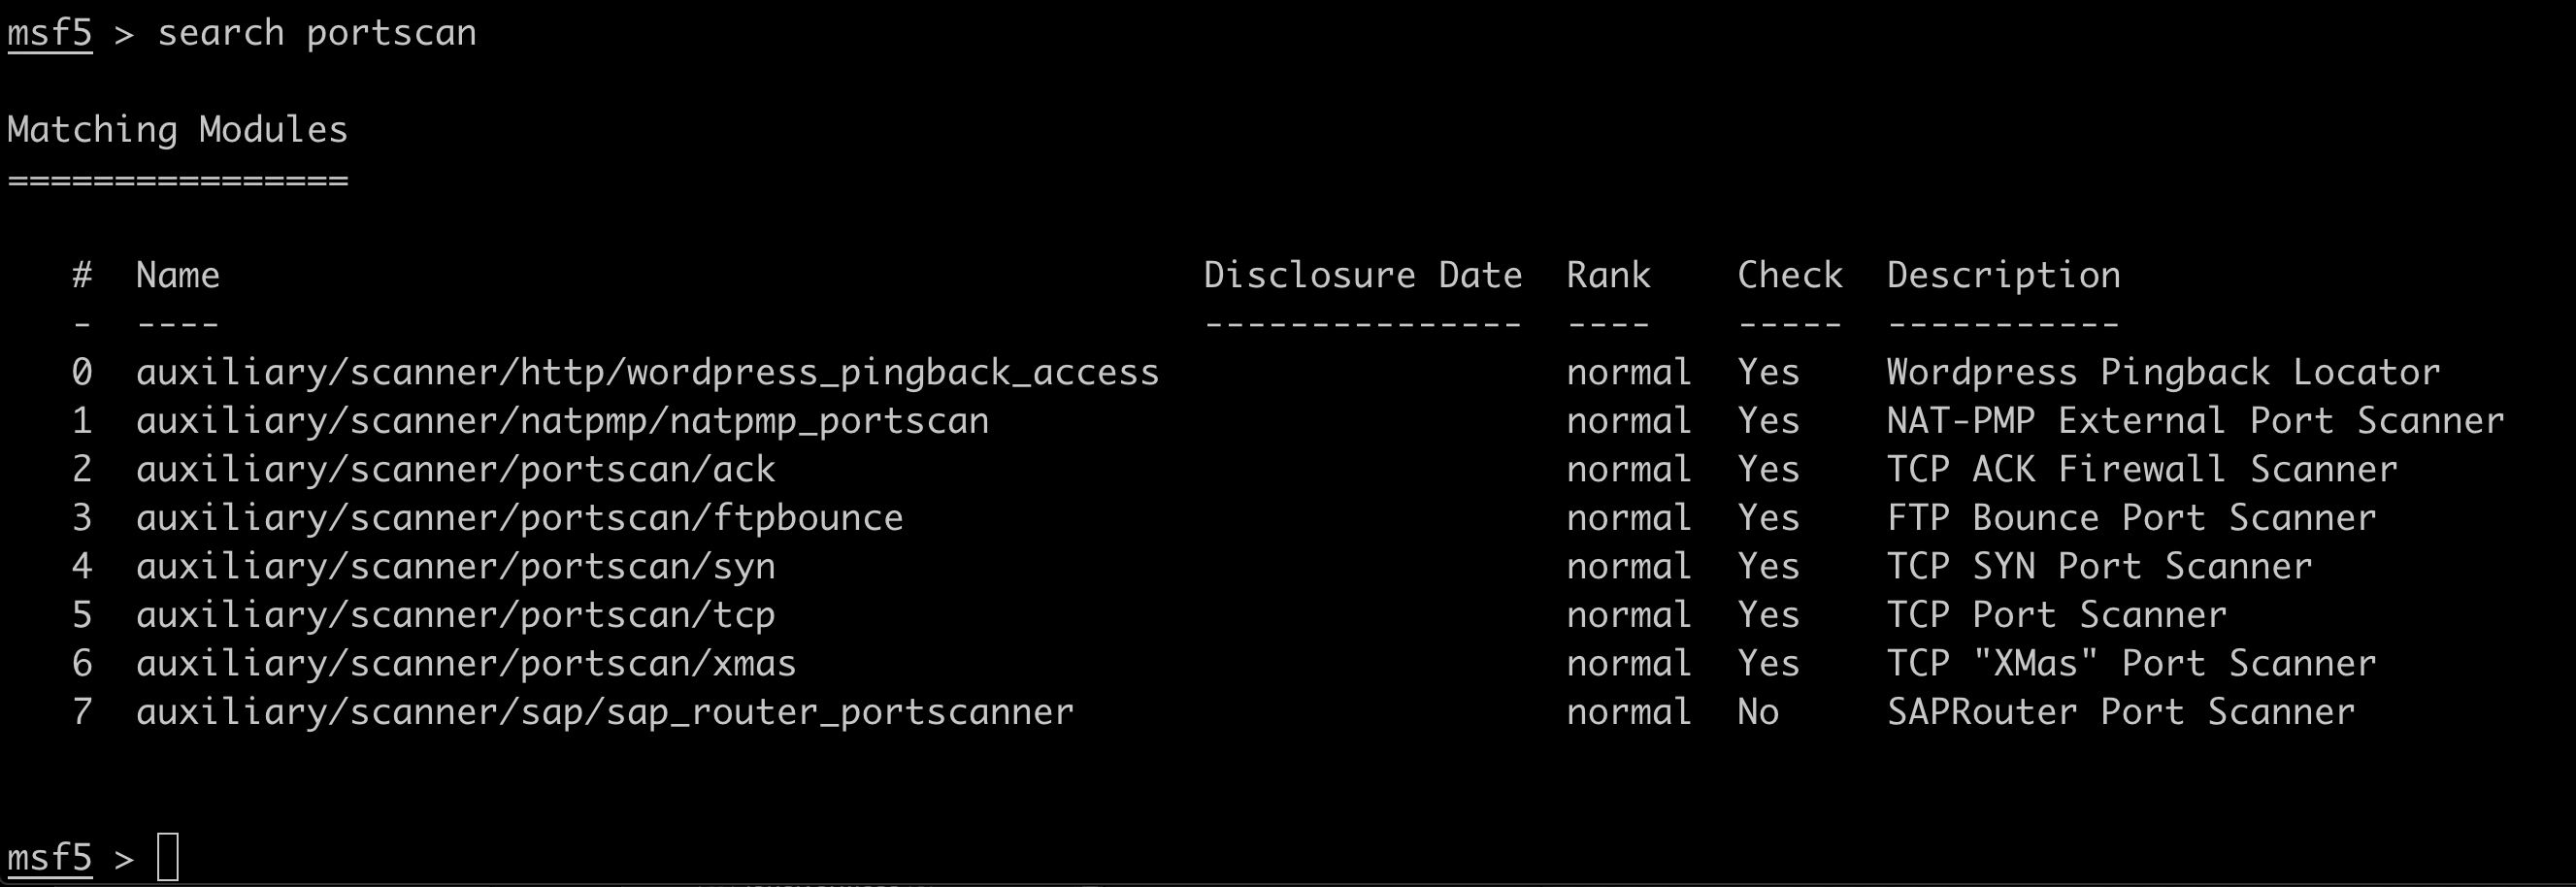 msf5 > search portscan
Matching Modules
================
# Name Disclosure Date Rank Check Description
- ---- --------------- ---- ----- -----------
0 auxiliary/scanner/http/wordpress_pingback_access normal Yes Wordpress Pingback Locator
1 auxiliary/scanner/natpmp/natpmp_portscan normal Yes NAT-PMP External Port Scanner
2 auxiliary/scanner/portscan/ack normal Yes TCP ACK Firewall Scanner
3 auxiliary/scanner/portscan/ftpbounce normal Yes FTP Bounce Port Scanner
4 auxiliary/scanner/portscan/syn normal Yes TCP SYN Port Scanner
5 auxiliary/scanner/portscan/tcp normal Yes TCP Port Scanner
6 auxiliary/scanner/portscan/xmas normal Yes TCP "XMas" Port Scanner
7 auxiliary/scanner/sap/sap_router_portscanner normal No SAPRouter Port Scanner
msf5 >